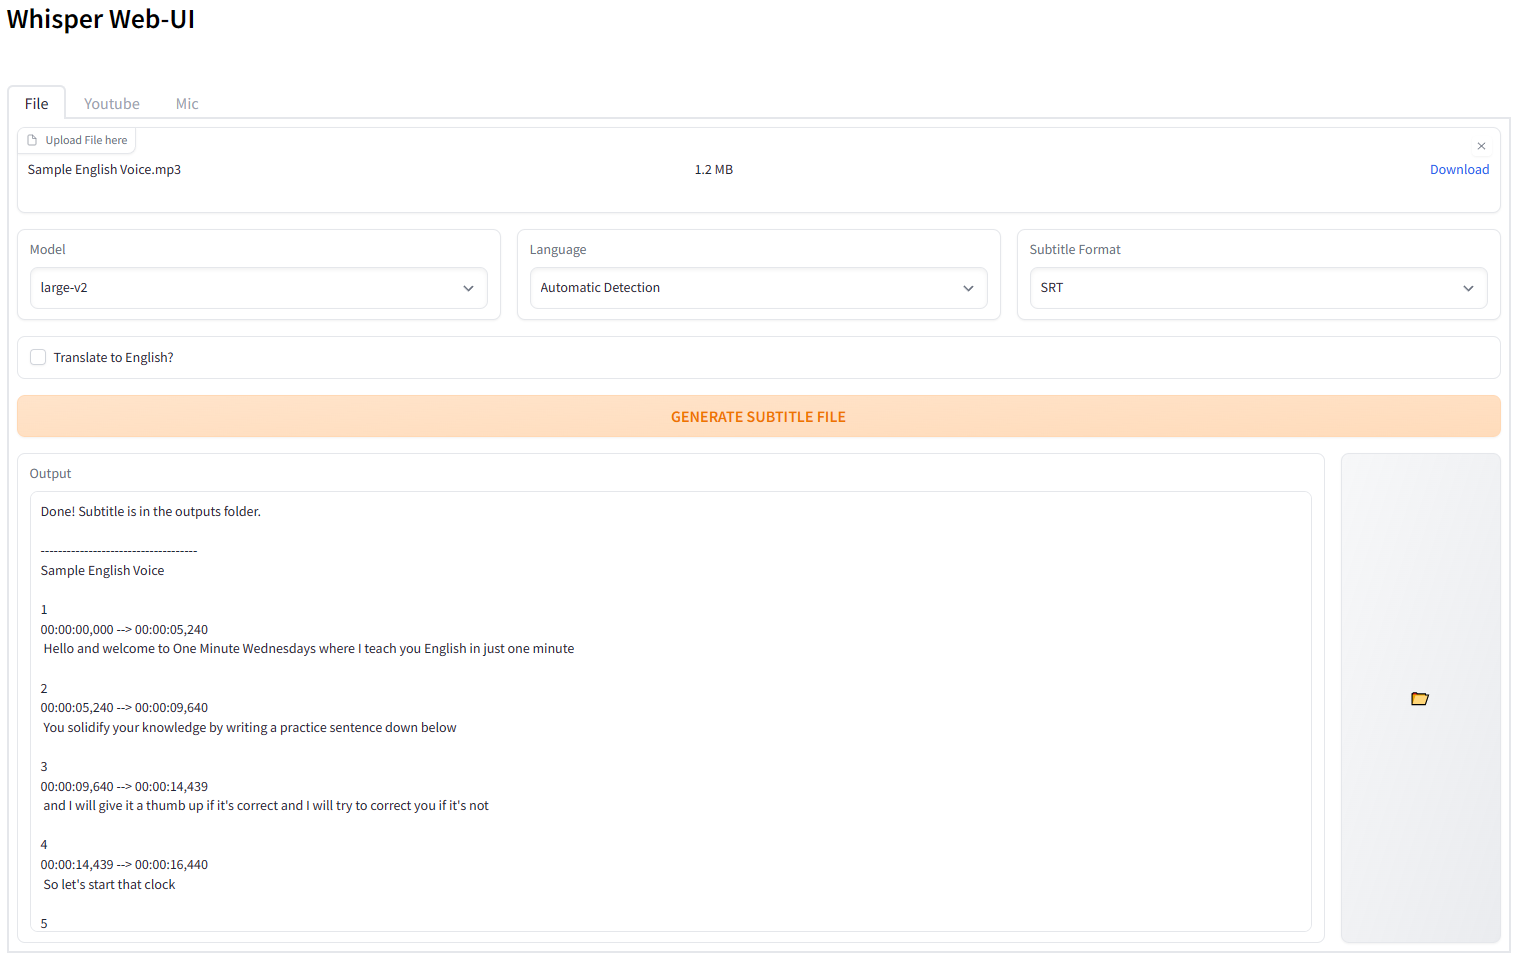 Whisper Web-UI
File Youtube Mic
Upload File here
Sample English Voice.mp3 1.2 MB Download
Model Language Subtitle Format
large-v2 Automatic Detection SRT
Translate to English?
GENERATE SUBTITLE FILE
Output
Done! Subtitle is in the outputs folder.
------------------------------------
Sample English Voice
1
00:00:00,000 --> 00:00:05,240
Hello and welcome to One Minute Wednesdays where I teach you English in just one minute
2
00:00:05,240 --> 00:00:09,640
You solidify your knowledge by writing a practice sentence down below
3
00:00:09,640 --> 00:00:14,439
and I will give it a thumb up if it's correct and I will try to correct you if it's not
4
00:00:14,439 --> 00:00:16,440
So let's start that clock
5